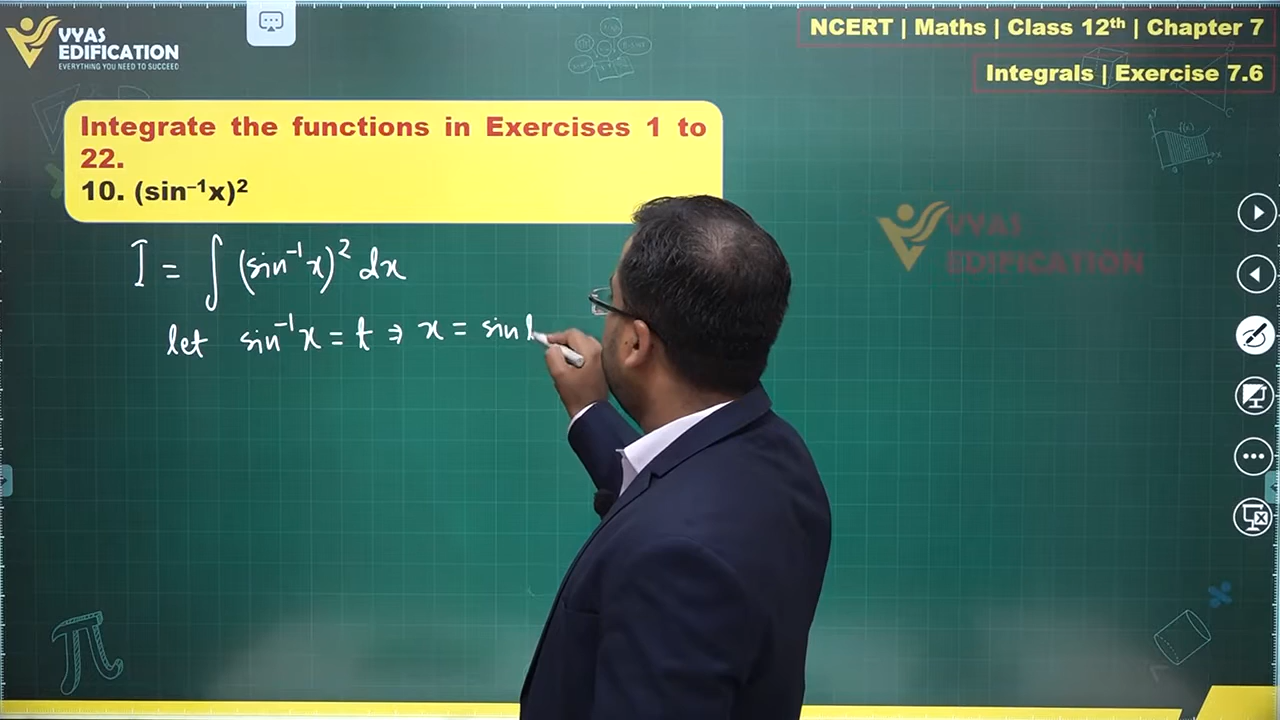 VYAS
EDIFICATION
EVERYTHING YOU NEED TO SUCCEED
NCERT | Maths | Class 12th | Chapter 7
Integrals | Exercise 7.6
Integrate the functions in Exercises 1 to
22.
10. (sin⁻¹x)²
I = ∫ (sin⁻¹x)² dx
let sin⁻¹x = t ⇒ x = sin t
VYAS
EDIFICATION